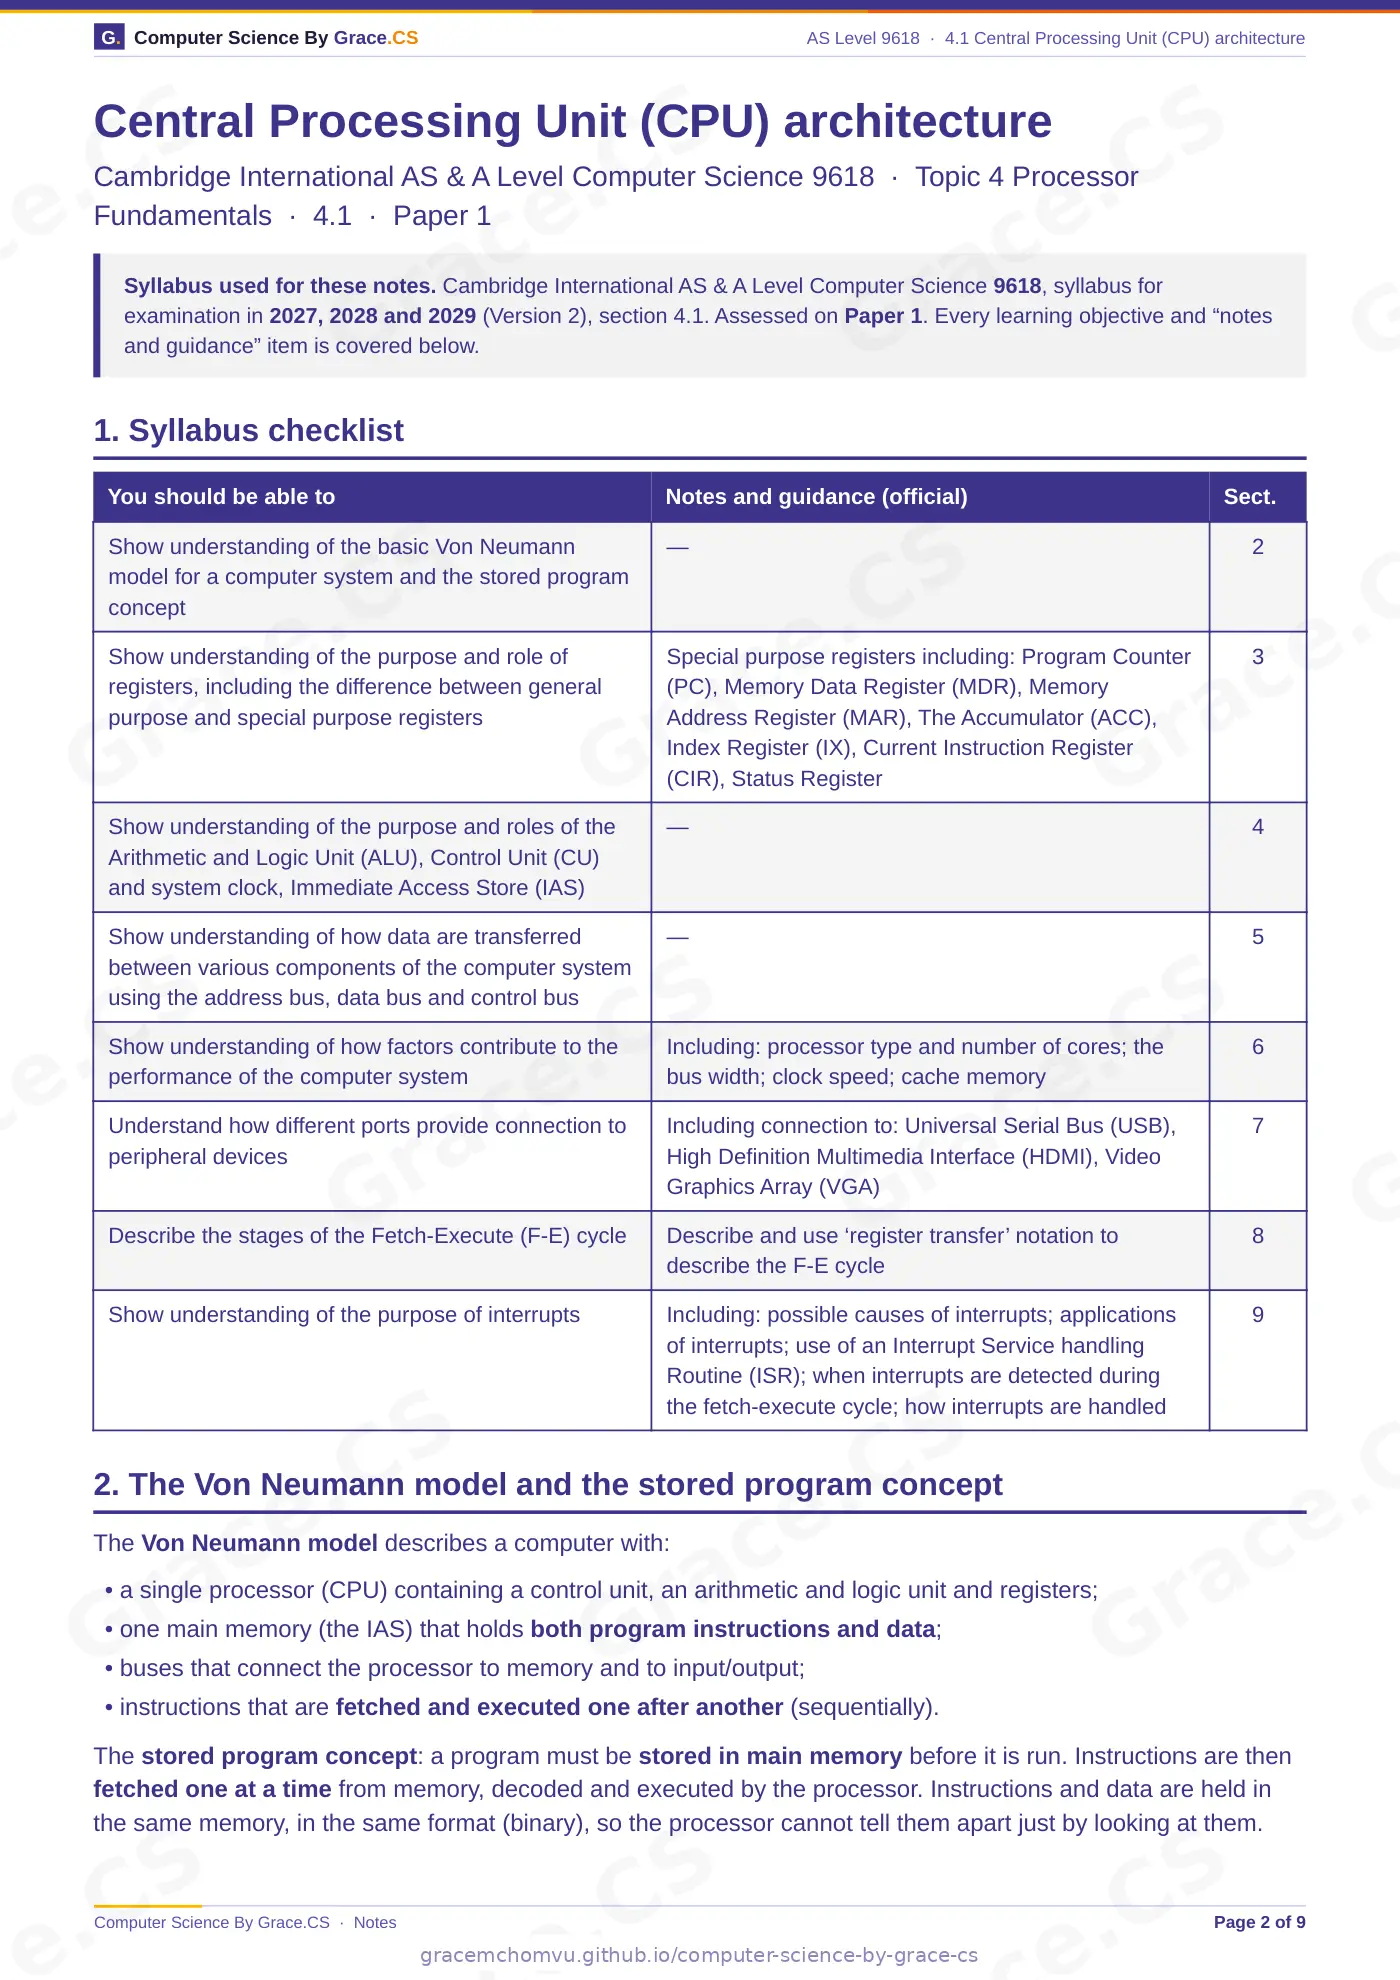 G. Computer Science By Grace.CS
AS Level 9618 · 4.1 Central Processing Unit (CPU) architecture
Central Processing Unit (CPU) architecture
Cambridge International AS & A Level Computer Science 9618 · Topic 4 Processor
Fundamentals · 4.1 · Paper 1
Syllabus used for these notes. Cambridge International AS & A Level Computer Science 9618, syllabus for
examination in 2027, 2028 and 2029 (Version 2), section 4.1. Assessed on Paper 1. Every learning objective and “notes
and guidance” item is covered below.
1. Syllabus checklist
You should be able to
Notes and guidance (official)
Sect.
Show understanding of the basic Von Neumann
model for a computer system and the stored program
concept
—
2
Show understanding of the purpose and role of
registers, including the difference between general
purpose and special purpose registers
Special purpose registers including: Program Counter
(PC), Memory Data Register (MDR), Memory
Address Register (MAR), The Accumulator (ACC),
Index Register (IX), Current Instruction Register
(CIR), Status Register
3
Show understanding of the purpose and roles of the
Arithmetic and Logic Unit (ALU), Control Unit (CU)
and system clock, Immediate Access Store (IAS)
—
4
Show understanding of how data are transferred
between various components of the computer system
using the address bus, data bus and control bus
—
5
Show understanding of how factors contribute to the
performance of the computer system
Including: processor type and number of cores; the
bus width; clock speed; cache memory
6
Understand how different ports provide connection to
peripheral devices
Including connection to: Universal Serial Bus (USB),
High Definition Multimedia Interface (HDMI), Video
Graphics Array (VGA)
7
Describe the stages of the Fetch-Execute (F-E) cycle
Describe and use ‘register transfer’ notation to
describe the F-E cycle
8
Show understanding of the purpose of interrupts
Including: possible causes of interrupts; applications
of interrupts; use of an Interrupt Service handling
Routine (ISR); when interrupts are detected during
the fetch-execute cycle; how interrupts are handled
9
2. The Von Neumann model and the stored program concept
The Von Neumann model describes a computer with:
• a single processor (CPU) containing a control unit, an arithmetic and logic unit and registers;
• one main memory (the IAS) that holds both program instructions and data;
• buses that connect the processor to memory and to input/output;
• instructions that are fetched and executed one after another (sequentially).
The stored program concept: a program must be stored in main memory before it is run. Instructions are then
fetched one at a time from memory, decoded and executed by the processor. Instructions and data are held in
the same memory, in the same format (binary), so the processor cannot tell them apart just by looking at them.
Computer Science By Grace.CS · Notes
Page 2 of 9
gracemchomvu.github.io/computer-science-by-grace-cs